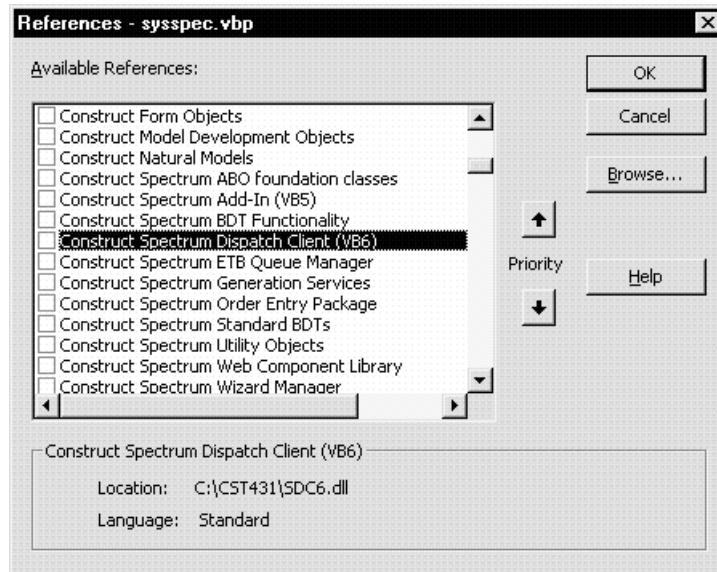 References - sysspec.vbp
Available References:
OK
Construct Form Objects
Cancel
Construct Model Development Objects
Construct Natural Models
Construct Spectrum ABO foundation classes
Browse...
Construct Spectrum Add-In (VB5)
Construct Spectrum BDT Functionality
Construct Spectrum Dispatch Client (VB6)
Construct Spectrum ETB Queue Manager
Priority
Construct Spectrum Generation Services
Help
Construct Spectrum Order Entry Package
Construct Spectrum Standard BDTs
Construct Spectrum Utility Objects
Construct Spectrum Web Component Library
Construct Spectrum Wizard Manager
Construct Spectrum Dispatch Client (VB6)
Location: C:\CST431\SDC6.dll
Language: Standard